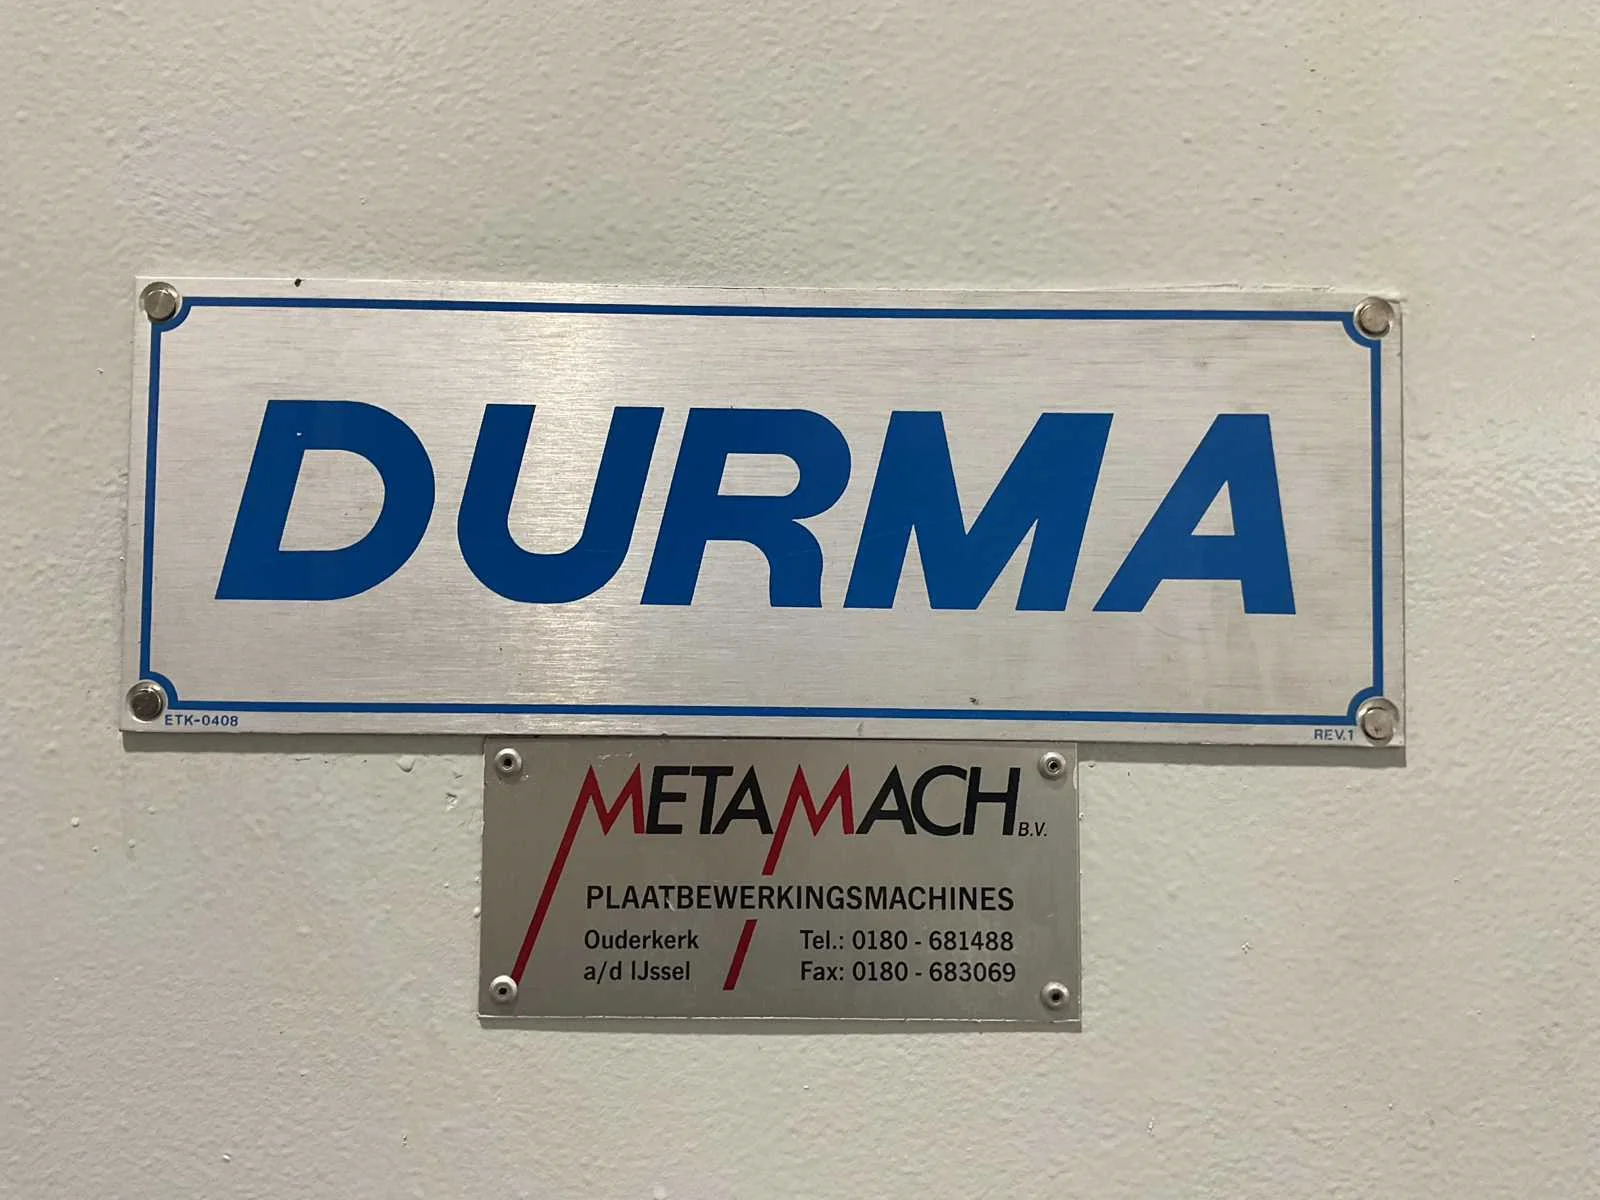 DURMA
ETK-0408
REV.1
METAMACH B.V.
PLAATBEWERKINGSMACHINES
Ouderkerk Tel.: 0180 - 681488
a/d IJssel Fax: 0180 - 683069